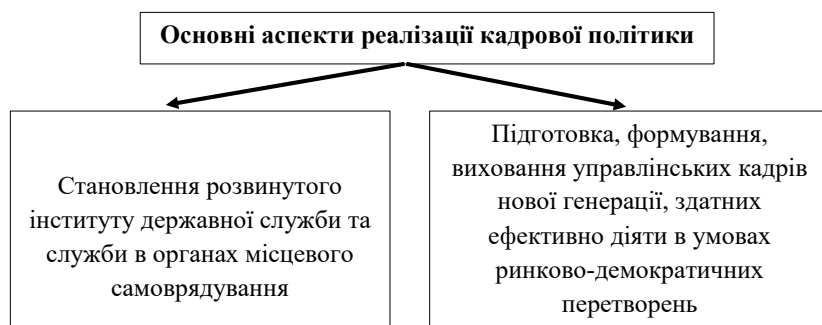 Основні аспекти реалізації кадрової політики
Становлення розвинутого
інституту державної служби та
служби в органах місцевого
самоврядування
Підготовка, формування,
виховання управлінських кадрів
нової генерації, здатних
ефективно діяти в умовах
ринково-демократичних
перетворень